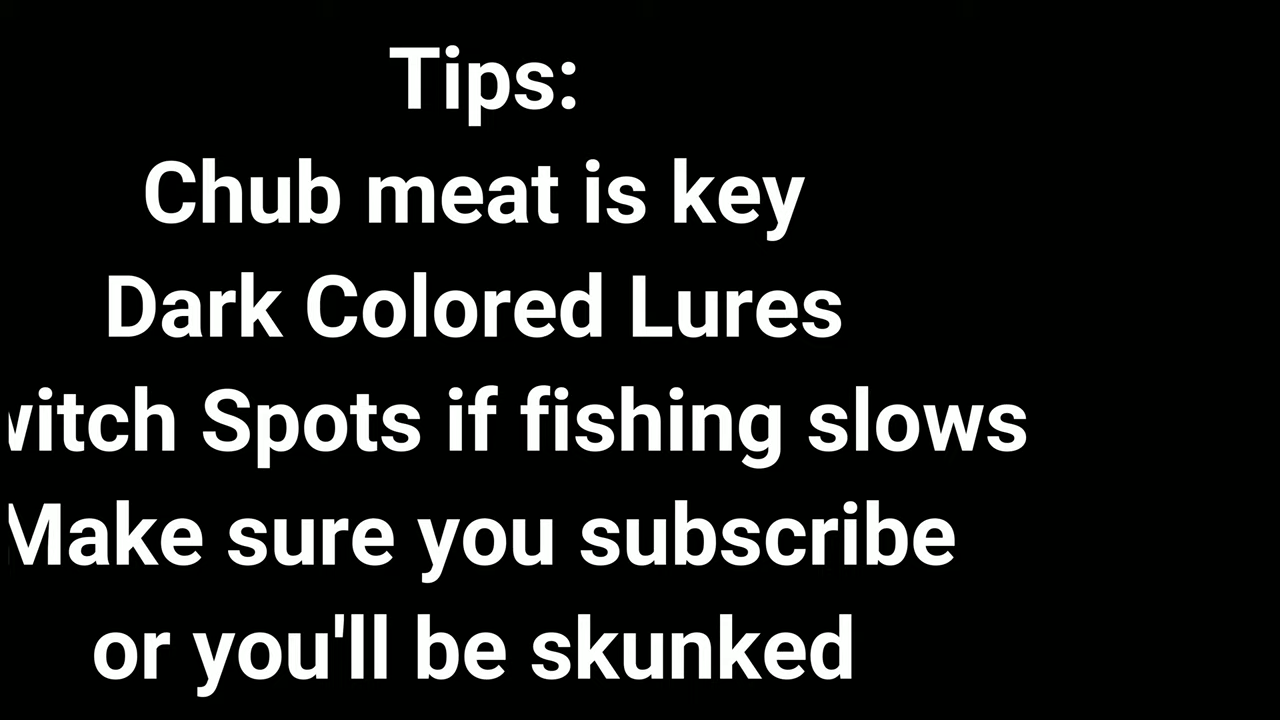 Tips:
Chub meat is key
Dark Colored Lures
witch Spots if fishing slows
Make sure you subscribe
or you'll be skunked